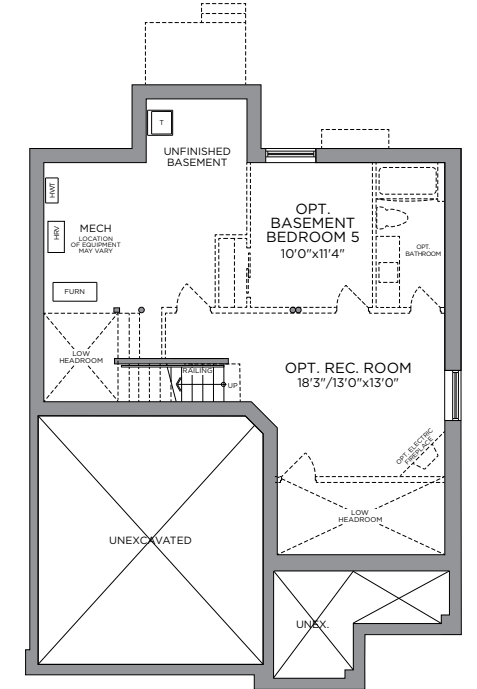 T
UNFINISHED
BASEMENT
HWT
HRV
MECH
LOCATION
OF EQUIPMENT
MAY VARY
FURN
OPT.
BASEMENT
BEDROOM 5
10'0"x11'4"
OPT.
BATHROOM
LOW
HEADROOM
RAILING
UP
OPT. REC. ROOM
18'3"/13'0"x13'0"
OPT. ELECTRIC
FIREPLACE
LOW
HEADROOM
UNEXCAVATED
UNEX.